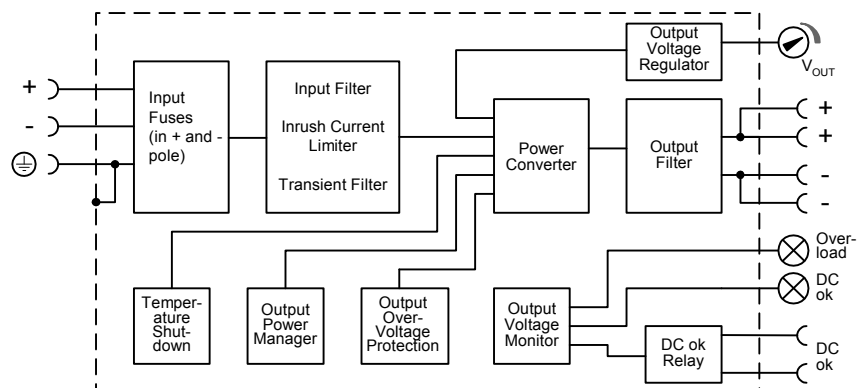 +
-
Input
Fuses
(in + and -
pole)
Input Filter
Inrush Current
Limiter
Transient Filter
Power
Converter
Output
Voltage
Regulator
VOUT
Output
Filter
+
+
-
-
Temper-
ature
Shut-
down
Output
Power
Manager
Output
Over-
Voltage
Protection
Output
Voltage
Monitor
DC ok
Relay
Over-
load
DC
ok
DC
ok